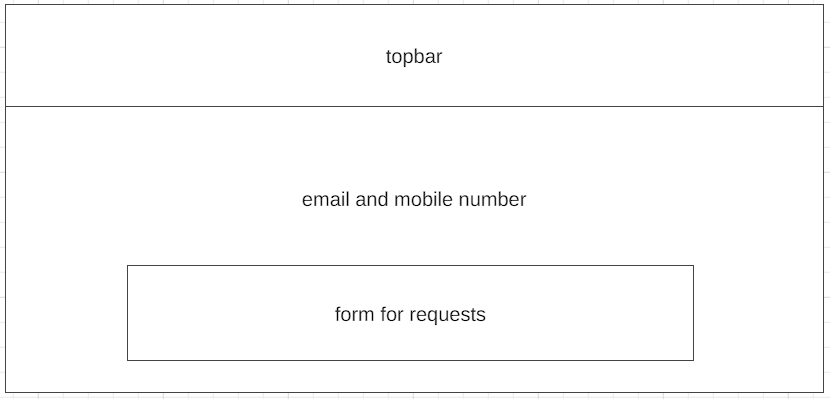 topbar
email and mobile number
form for requests